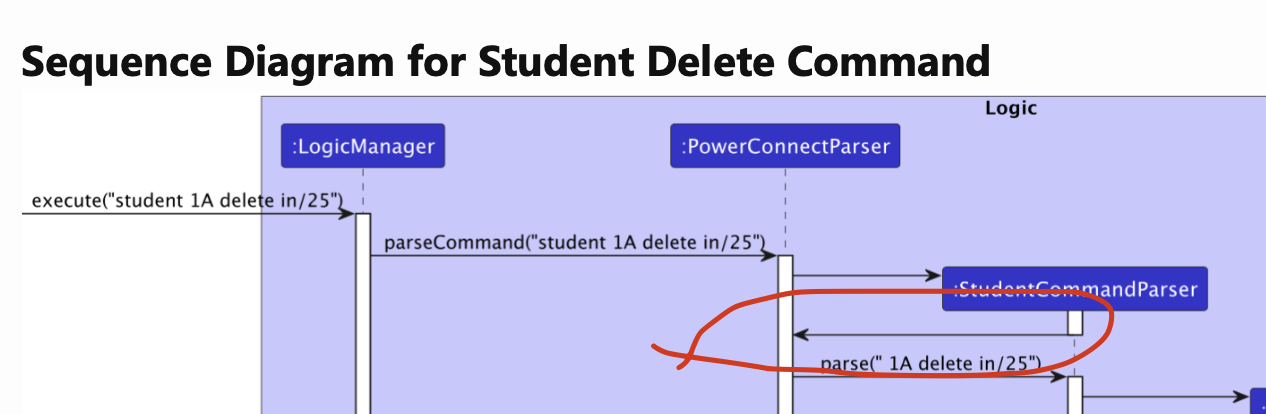 Sequence Diagram for Student Delete Command
Logic
:LogicManager
:PowerConnectParser
execute("student 1A delete in/25")
parseCommand("student 1A delete in/25")
:StudentCommandParser
parse(" 1A delete in/25")